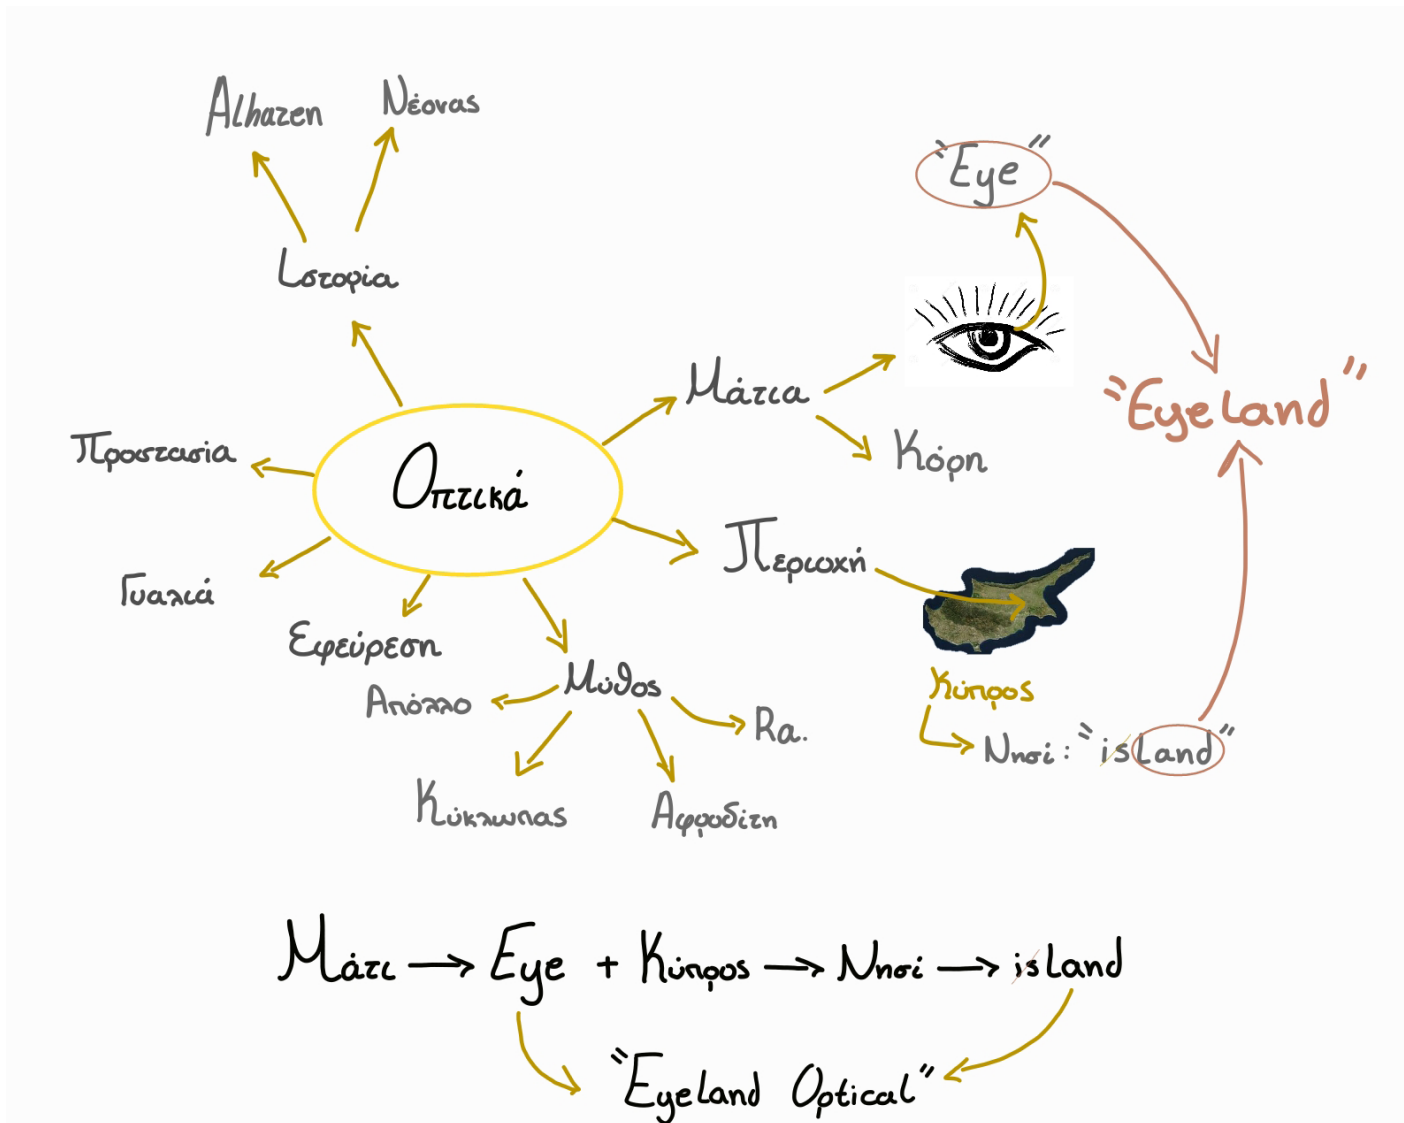 Alhazen Νέονας
"Eye"
Ιστορία
Μάτια
"EyeLand"
Προστασία
Οπτικά
Κόρη
Περιοχή
Γυαλιά
Εφεύρεση
Μύθος
Απόλλο
Κύπρος
Ra.
Νησί: "island"
Κύκλωπας
Αφροδίτη
Μάτι → Eye + Κύπρος → Νησί → island
"EyeLand Optical"